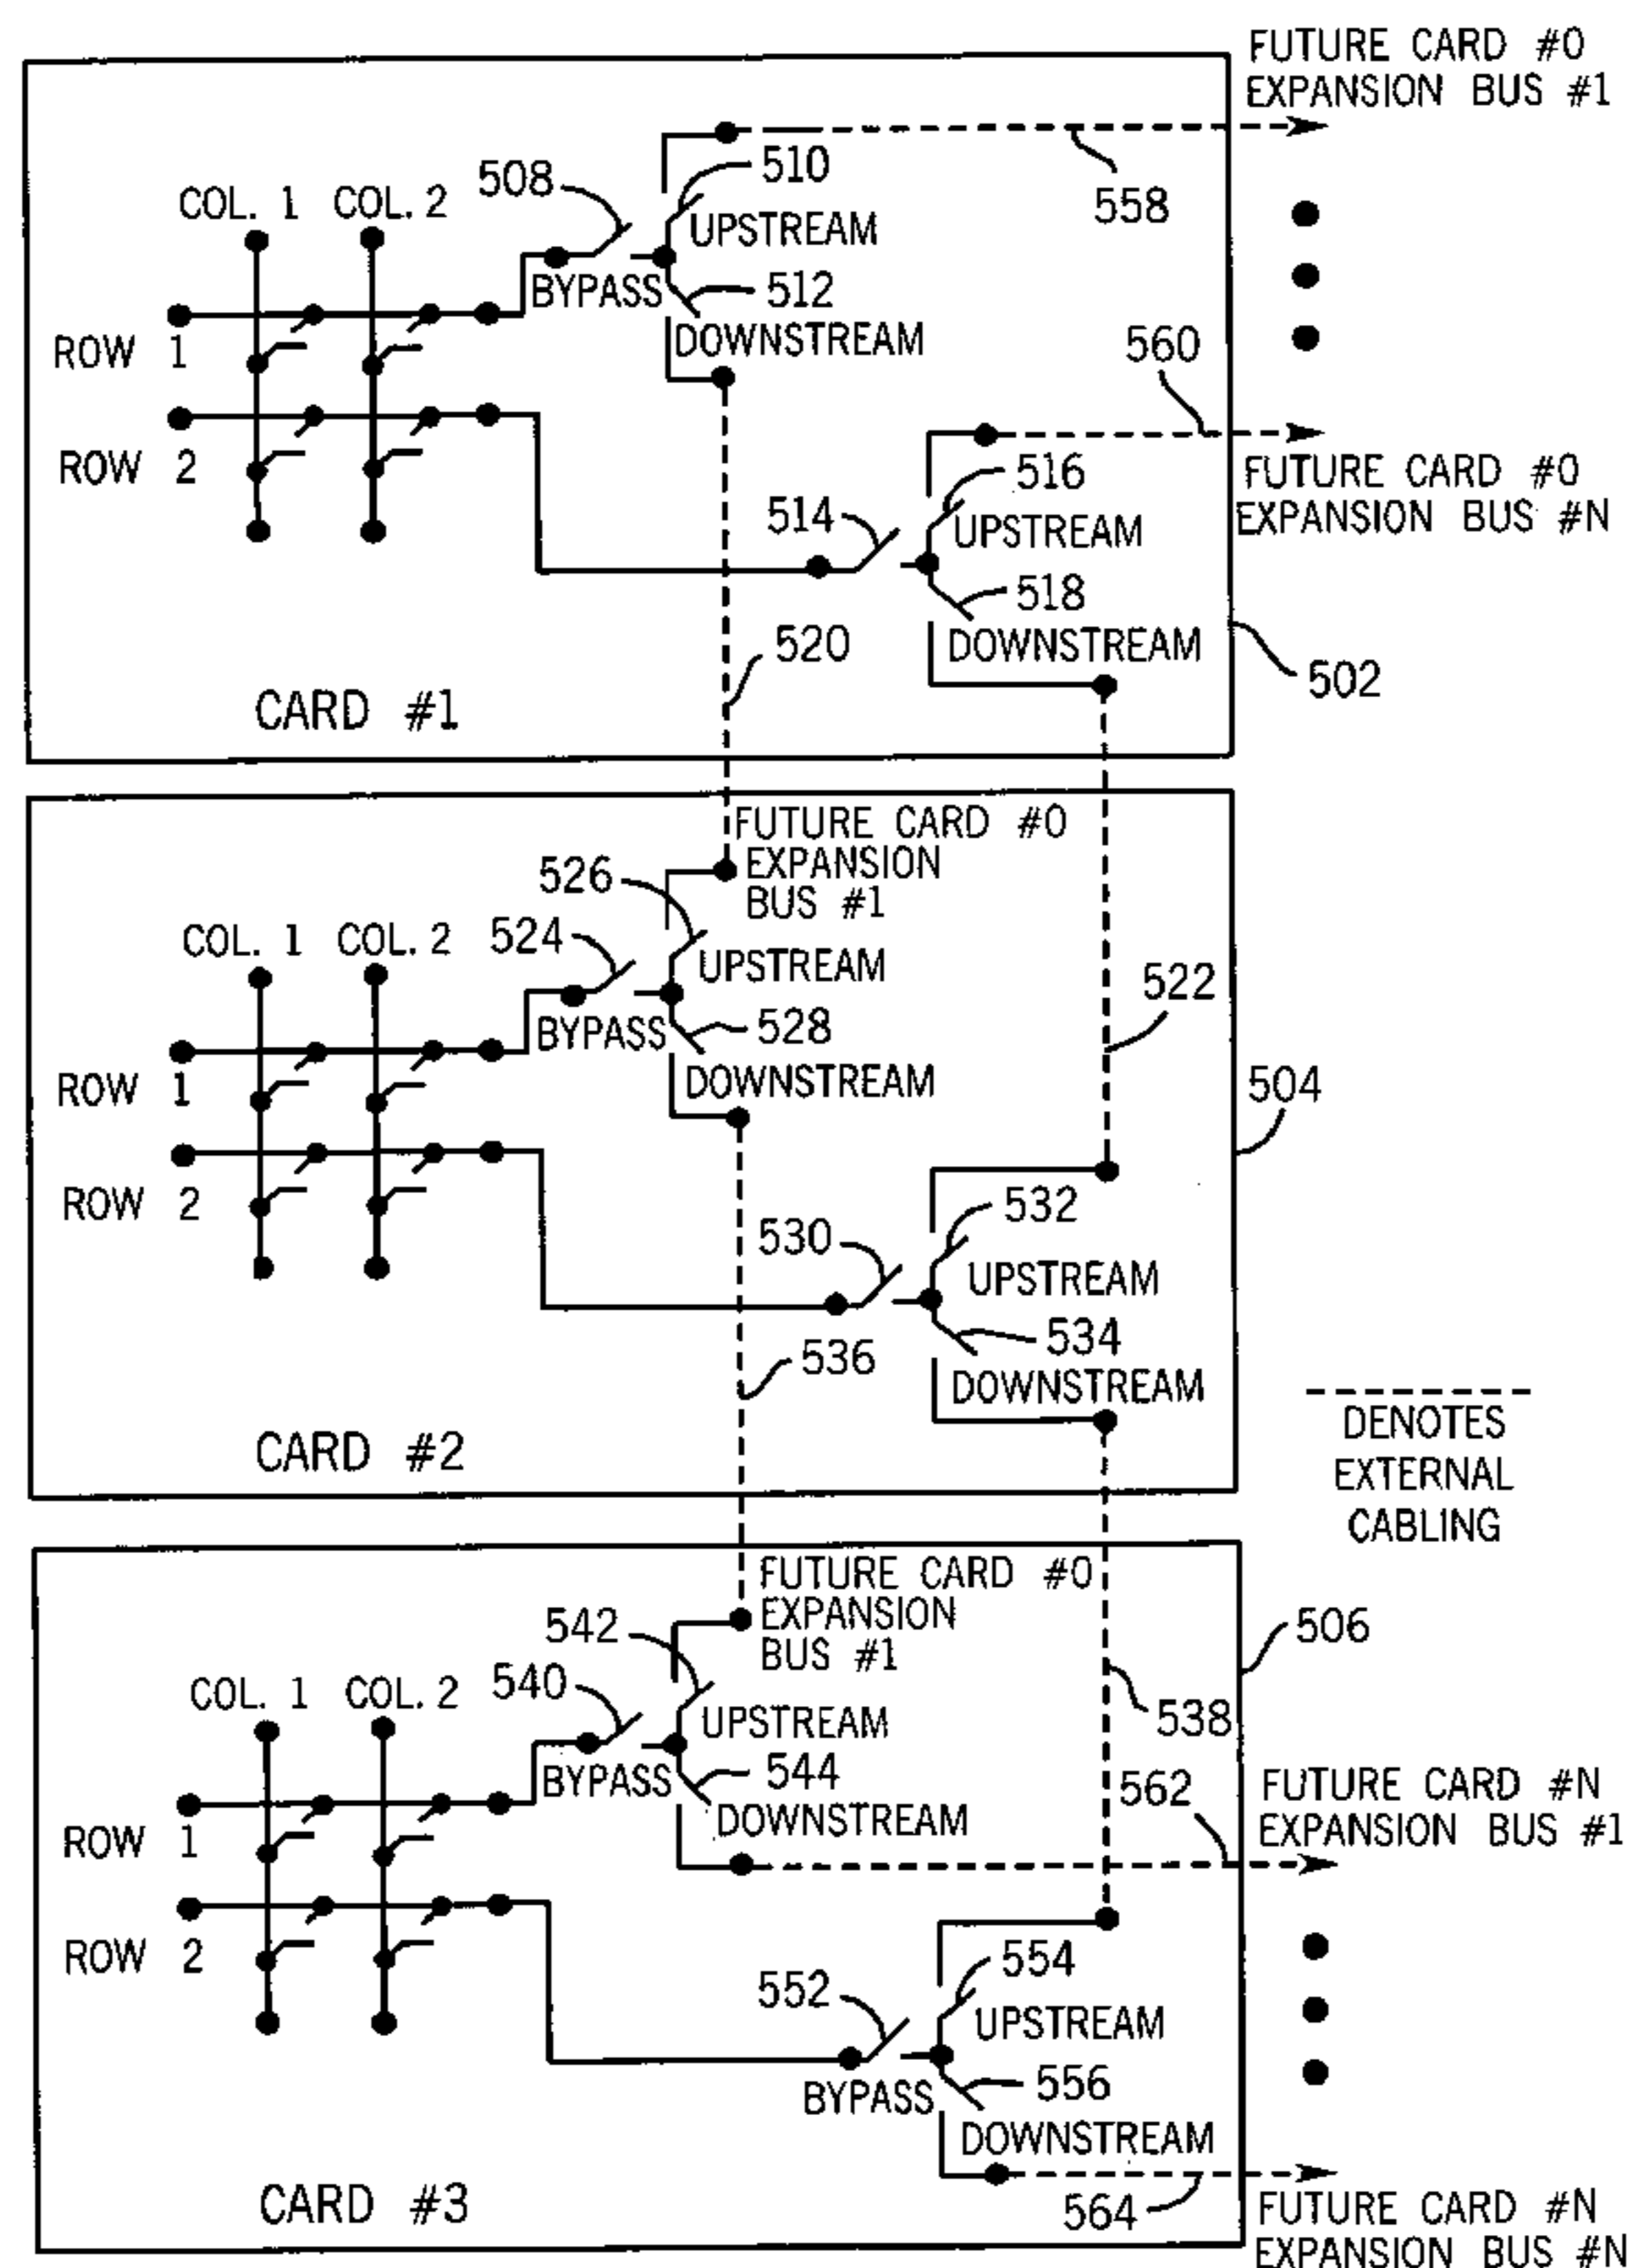 FUTURE CARD #0
EXPANSION BUS #1
508
510
COL. 1 COL. 2
UPSTREAM
558
BYPASS
512
DOWNSTREAM
ROW 1
560
ROW 2
516
FUTURE CARD #0
EXPANSION BUS #N
514
UPSTREAM
518
520
DOWNSTREAM
502
CARD #1
FUTURE CARD #0
EXPANSION
BUS #1
526
COL. 1 COL. 2
524
UPSTREAM
522
BYPASS
528
DOWNSTREAM
504
ROW 1
ROW 2
532
530
UPSTREAM
534
536
DOWNSTREAM
CARD #2
DENOTES
EXTERNAL
CABLING
FUTURE CARD #0
EXPANSION
BUS #1
542
506
COL. 1 COL. 2
540
UPSTREAM
538
BYPASS
544
DOWNSTREAM
562
FUTURE CARD #N
EXPANSION BUS #1
ROW 1
ROW 2
554
552
UPSTREAM
BYPASS
556
DOWNSTREAM
CARD #3
564
FUTURE CARD #N
EXPANSION BUS #N